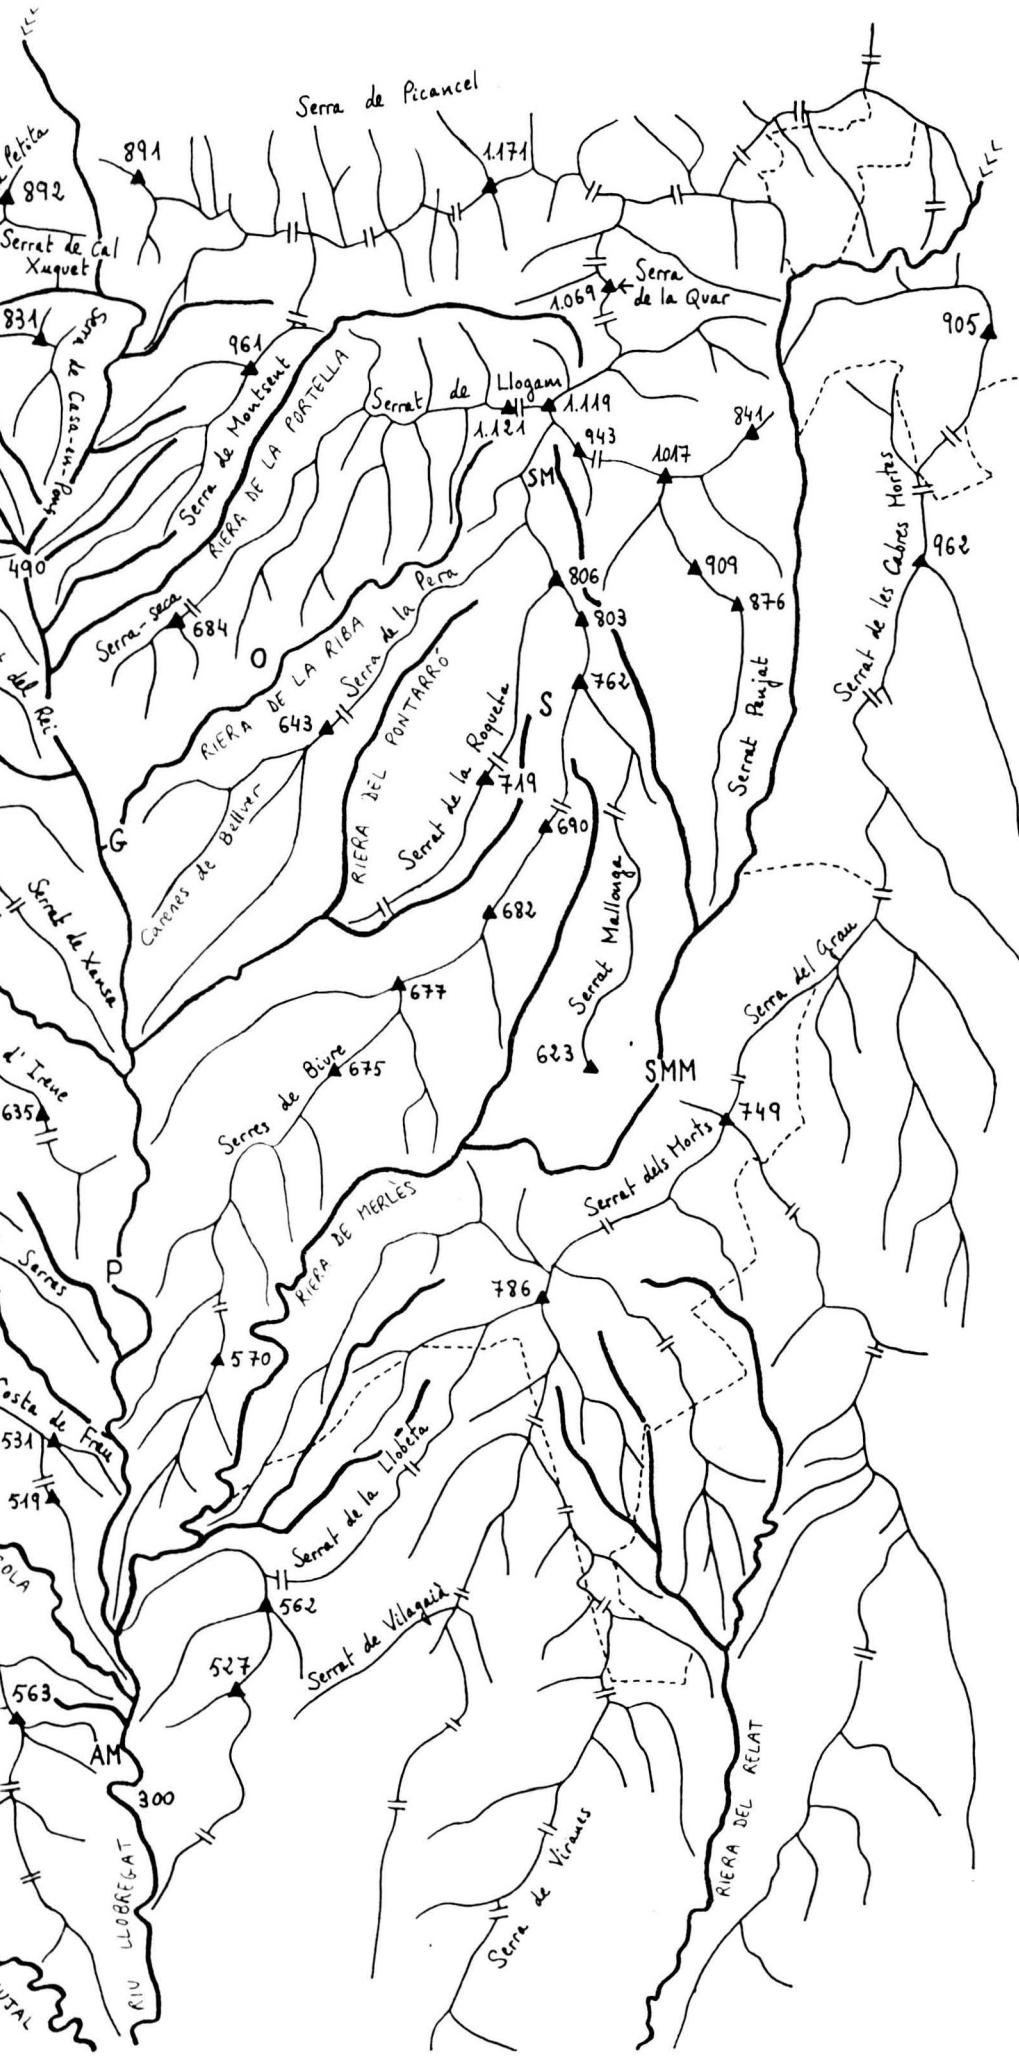 Serra de Picancel
891
1.171
Petita
892
Serrat de Cal
Xuquet
1.069
Serra
de la Quar
831
Serra de Casa-en-Ponç
961
905
Serra de Montsent
RIERA DE LA PORTELLA
Serrat de Llogam
1.121
1.119
943
841
1017
SM
490
962
Serrat de les Cabres Mortes
909
876
806
803
Serra-seca
684
O
RIERA DE LA RIBA
Serra de la Pera
762
del Rei
643
RIERA DEL PONTARRÓ
S
Serrat Penjat
Serrat de la Roqueta
719
690
G
Carenes de Bellver
Serrat de Xansa
682
Serrat Mallonga
Serra del Grau
677
d'Irene
635
675
623
SMM
749
Serres de Biure
Serrat dels Morts
RIERA DE MERLÈS
P
Serras
786
570
Costa de Freu
531
519
Serrat de la Llobeta
562
Serrat de Vilagaià
527
563
AM
300
RIERA DEL RELAT
RIU LLOBREGAT
Serra de Viranes